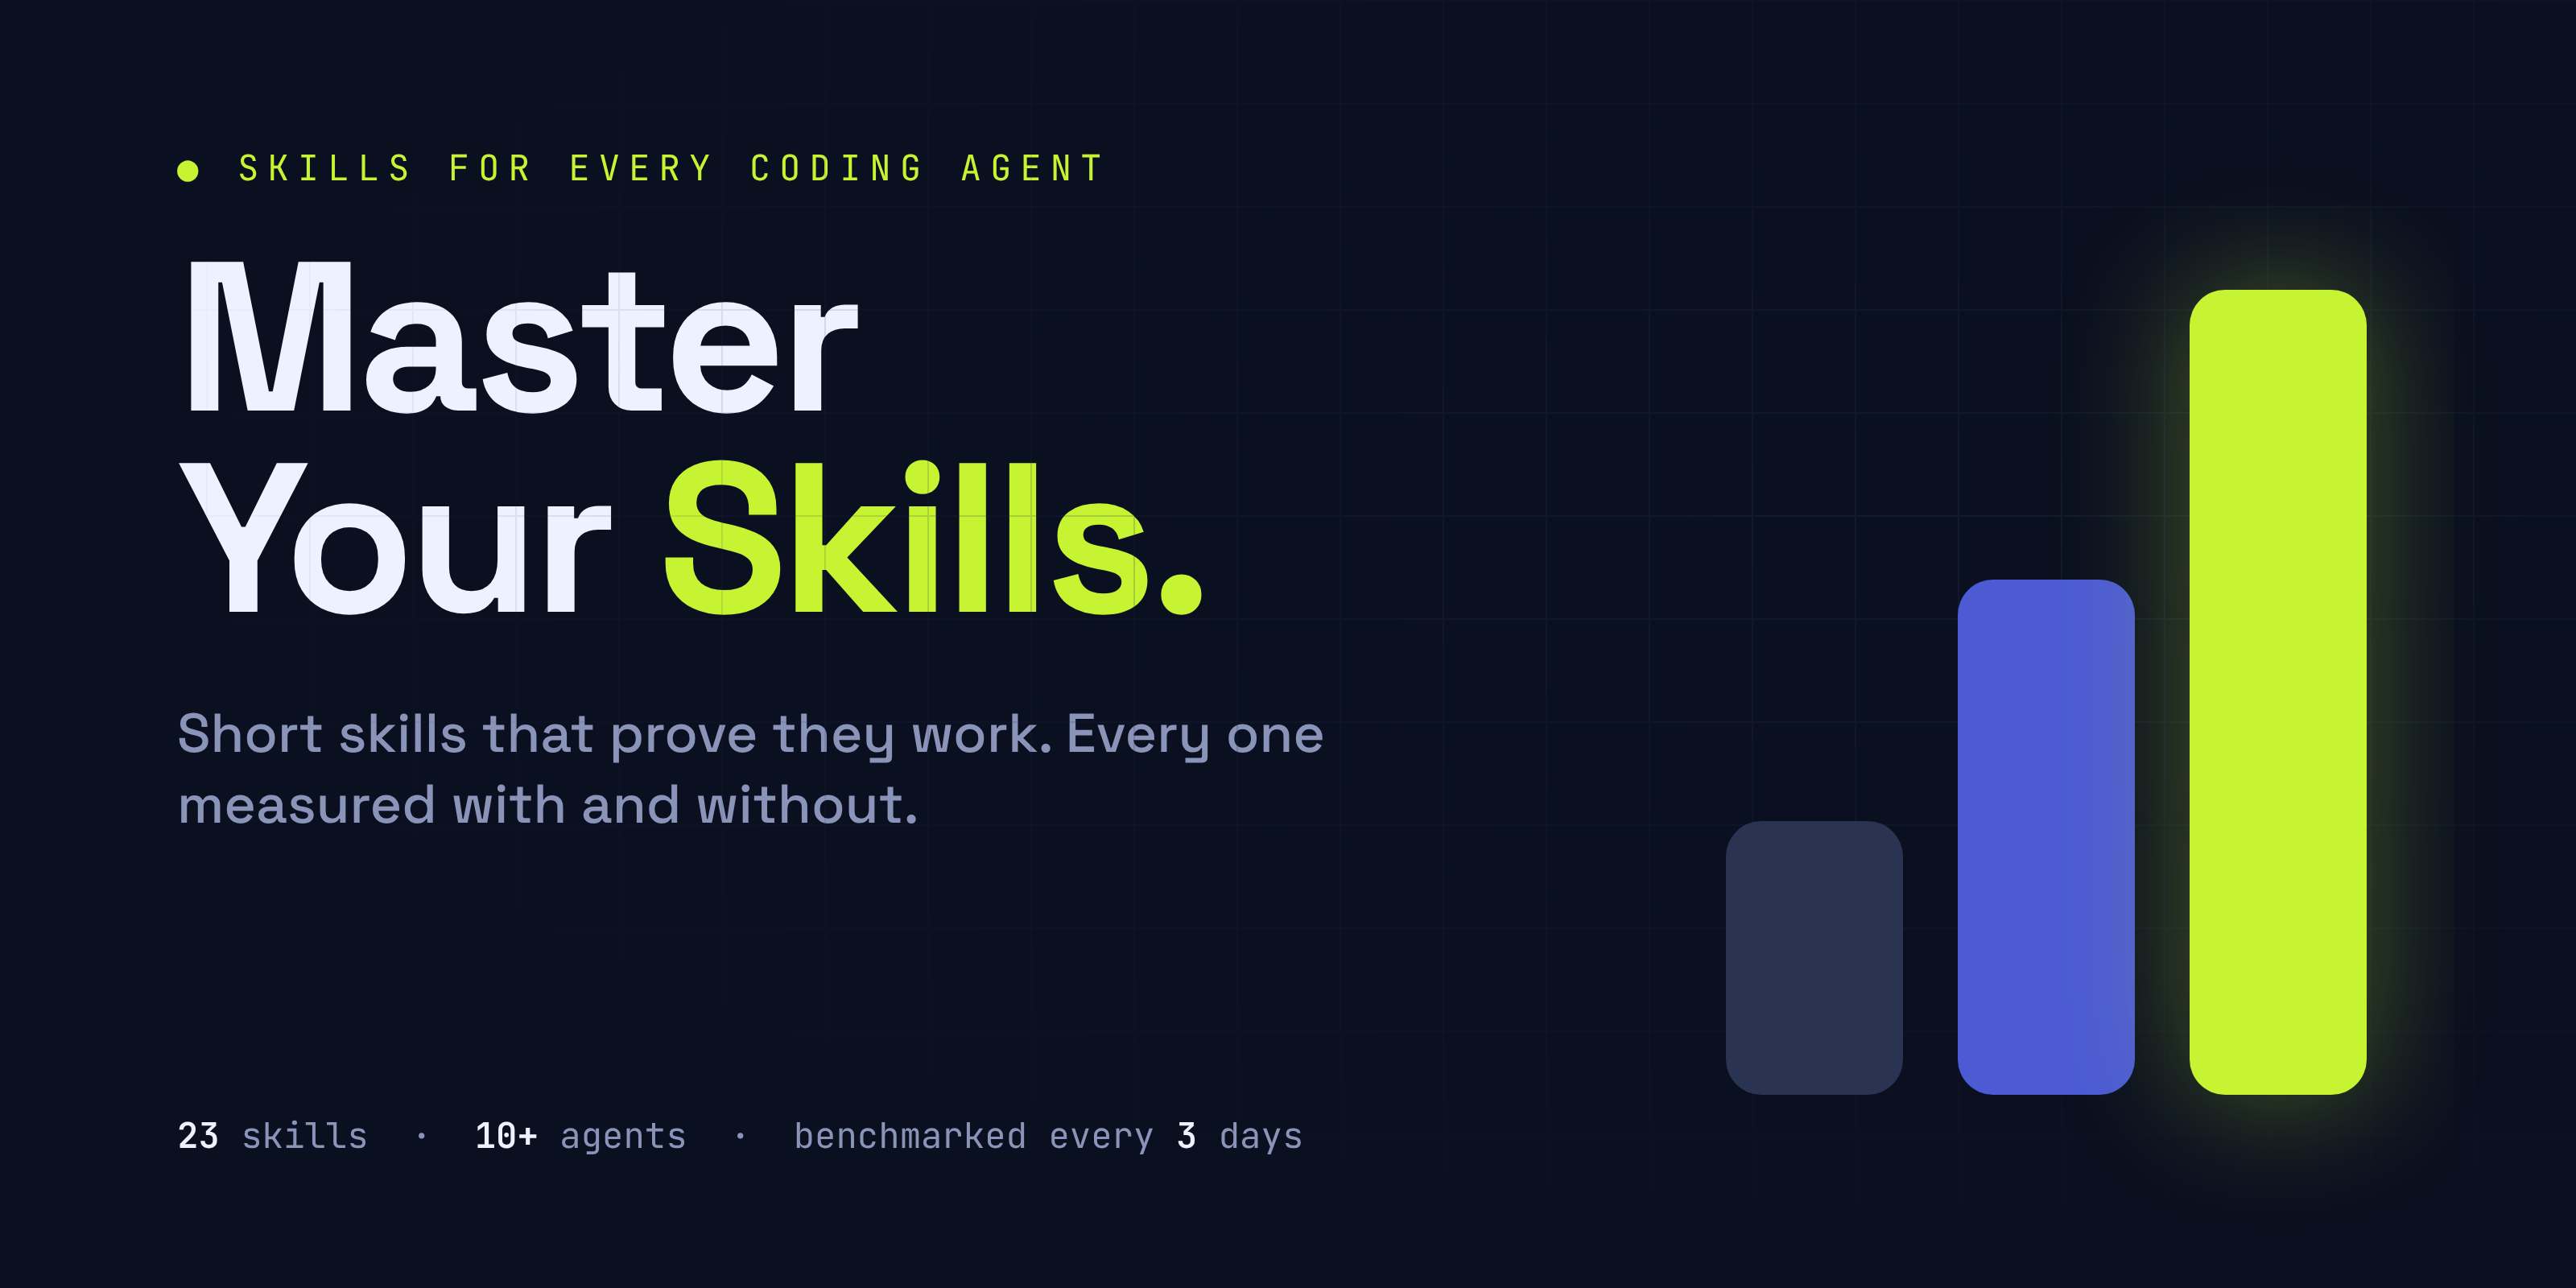 SKILLS FOR EVERY CODING AGENT
Master
Your Skills.
Short skills that prove they work. Every one
measured with and without.
23 skills · 10+ agents · benchmarked every 3 days